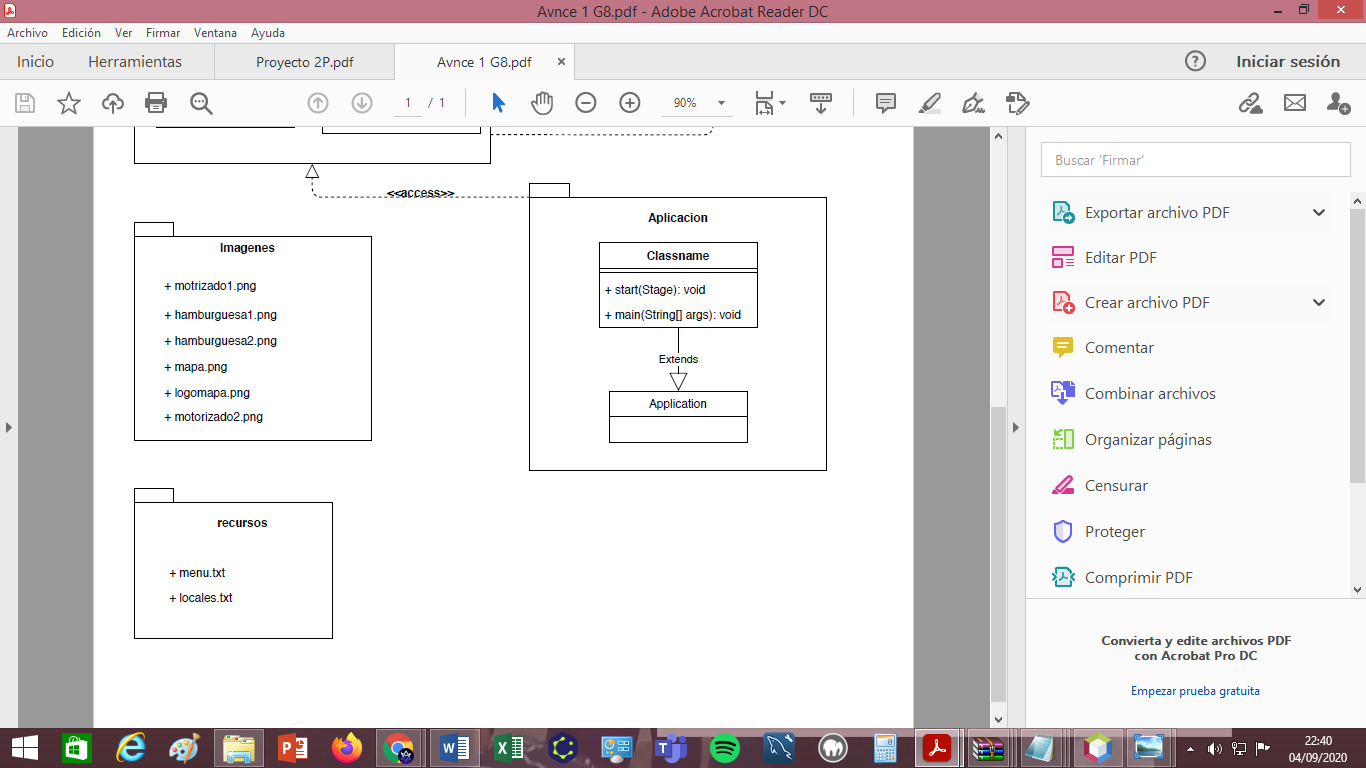 Avnce 1 G8.pdf - Adobe Acrobat Reader DC
Archivo Edición Ver Firmar Ventana Ayuda
Inicio Herramientas Proyecto 2P.pdf Avnce 1 G8.pdf × Iniciar sesión
1 / 1 90%
<<access>>
Aplicacion
Classname
+ start(Stage): void
+ main(String[] args): void
Extends
Application
Imagenes
+ motrizado1.png
+ hamburguesa1.png
+ hamburguesa2.png
+ mapa.png
+ logomapa.png
+ motorizado2.png
recursos
+ menu.txt
+ locales.txt
Buscar 'Firmar'
Exportar archivo PDF
Editar PDF
Crear archivo PDF
Comentar
Combinar archivos
Organizar páginas
Censurar
Proteger
Comprimir PDF
Convierta y edite archivos PDF
con Acrobat Pro DC
Empezar prueba gratuita
22:40
04/09/2020